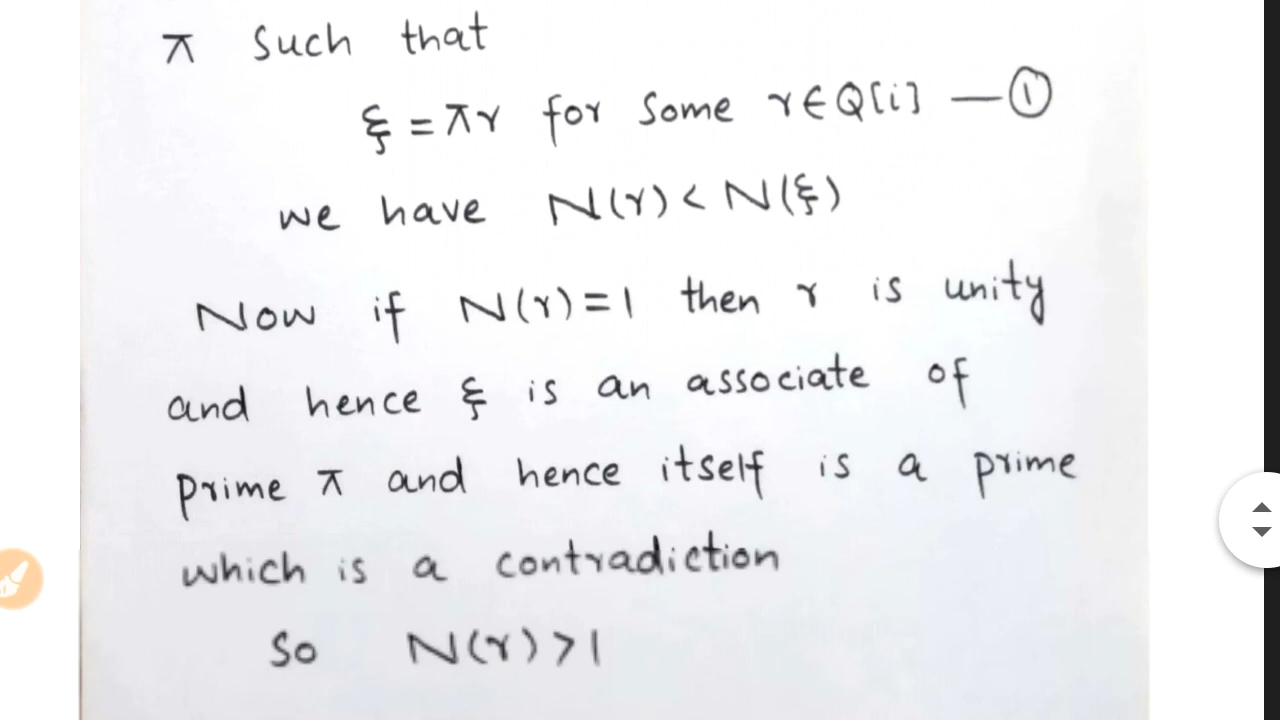 π such that
ξ = πγ for some γ∈Q[i] — ①
we have N(γ) < N(ξ)
Now if N(γ)=1 then γ is unity
and hence ξ is an associate of
prime π and hence itself is a prime
which is a contradiction
So N(γ)>1